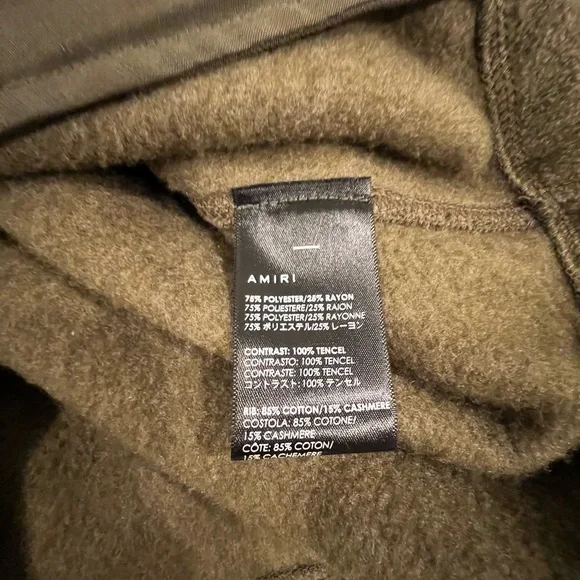 AMIRI
75% POLYESTER/25% RAYON
75% POLIESTERE/25% RAION
75% POLYESTER/25% RAYONNE
75% ポリエステル/25% レーヨン
CONTRAST: 100% TENCEL
CONTRASTO: 100% TENCEL
CONTRASTE: 100% TENCEL
コントラスト: 100% テンセル
RIB: 85% COTTON/15% CASHMERE
COSTOLA: 85% COTONE/
15% CASHMERE
CÔTE: 85% COTON/
15% CACHEMERE